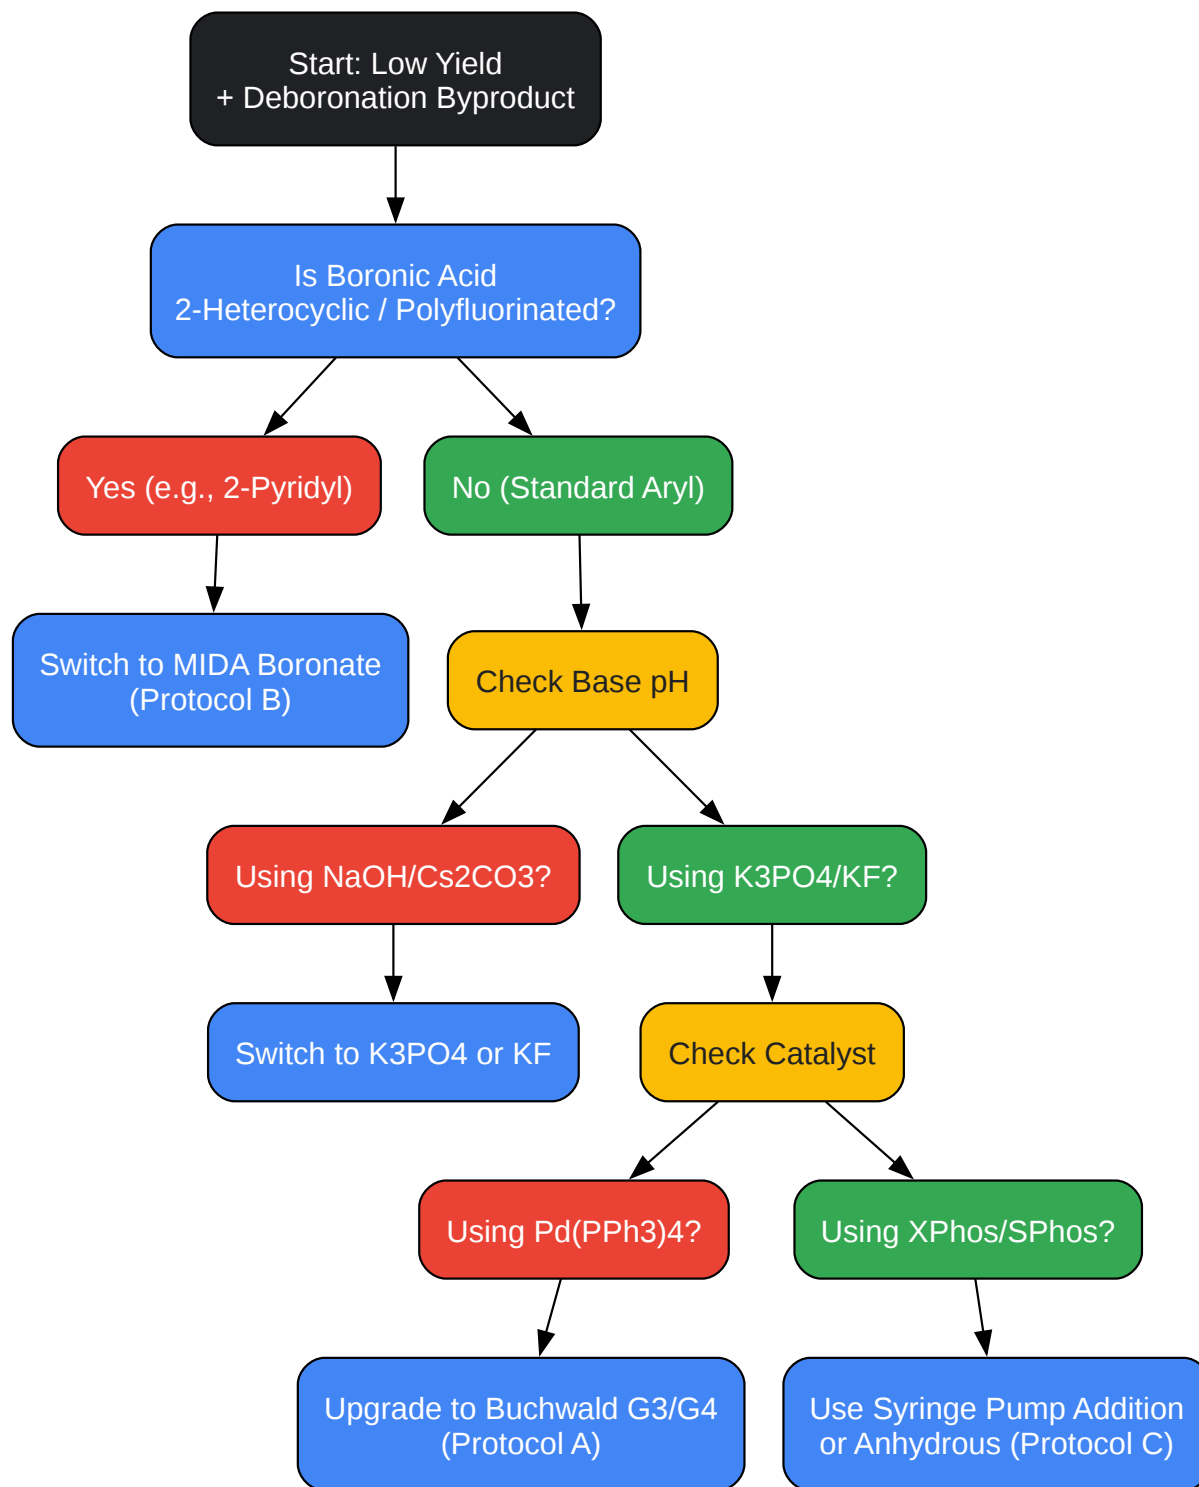 Start: Low Yield
+ Deboronation Byproduct
Is Boronic Acid
2-Heterocyclic / Polyfluorinated?
Yes (e.g., 2-Pyridyl)
No (Standard Aryl)
Switch to MIDA Boronate
(Protocol B)
Check Base pH
Using NaOH/Cs2CO3?
Using K3PO4/KF?
Switch to K3PO4 or KF
Check Catalyst
Using Pd(PPh3)4?
Using XPhos/SPhos?
Upgrade to Buchwald G3/G4
(Protocol A)
Use Syringe Pump Addition
or Anhydrous (Protocol C)